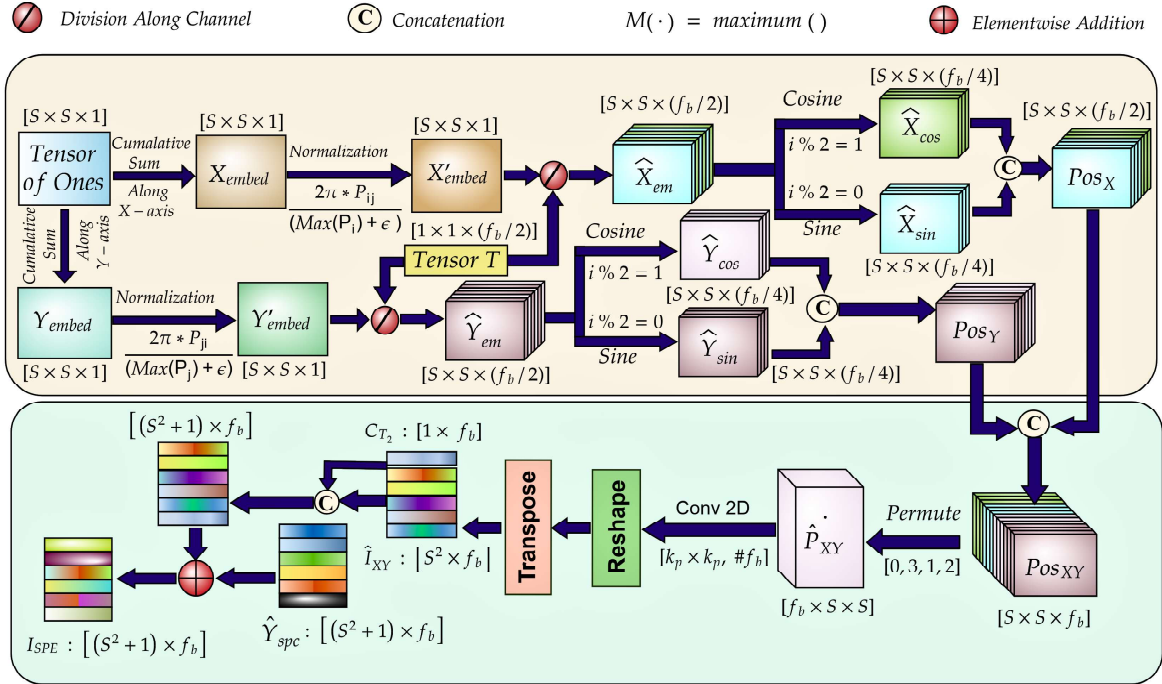 Division Along Channel
C Concatenation
M(·) = maximum ()
Elementwise Addition
[S × S × 1]
Tensor
of Ones
Cumalative
Sum
Along
X - axis
[S × S × 1]
X_embed
Normalization
2π * P_ij
(Max(P_i) + ϵ)
[S × S × 1]
X'_embed
[S × S × (f_b/2)]
X̂_em
Cosine
i % 2 = 1
i % 2 = 0
Sine
[S × S × (f_b/4)]
X̂_cos
X̂_sin
[S × S × (f_b/4)]
C
[S × S × (f_b/2)]
Pos_X
Cumalative
Sum
Along
Y - axis
[1 × 1 × (f_b/2)]
Tensor T
Y_embed
[S × S × 1]
Normalization
2π * P_ji
(Max(P_j) + ϵ)
Y'_embed
[S × S × 1]
Ŷ_em
[S × S × (f_b/2)]
Cosine
i % 2 = 1
i % 2 = 0
Sine
Ŷ_cos
[S × S × (f_b/4)]
Ŷ_sin
[S × S × (f_b/4)]
C
Pos_Y
C
[(S² + 1) × f_b]
C_T₂ : [1 × f_b]
C
Î_XY : [S² × f_b]
Transpose
Reshape
Conv 2D
[k_p × k_p, #f_b]
P̂_XY
[f_b × S × S]
Permute
[0, 3, 1, 2]
Pos_XY
[S × S × f_b]
I_SPE : [(S² + 1) × f_b]
Ŷ_spc : [(S² + 1) × f_b]